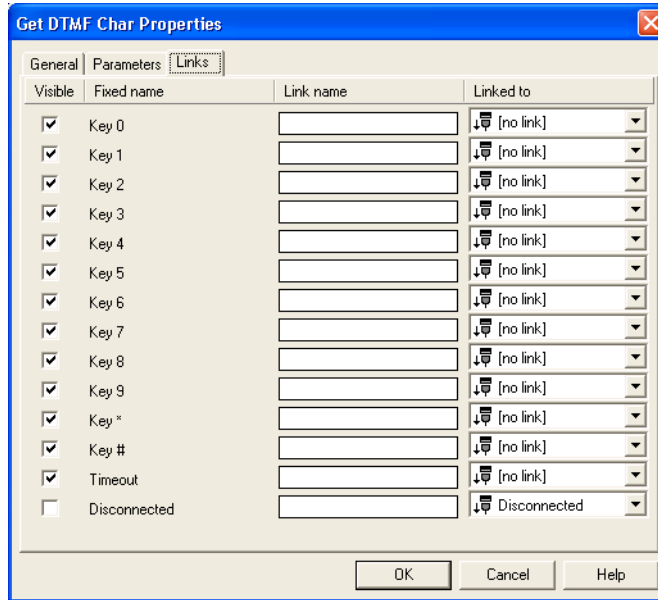 Get DTMF Char Properties
General Parameters Links
Visible Fixed name Link name Linked to
Key 0 [no link]
Key 1 [no link]
Key 2 [no link]
Key 3 [no link]
Key 4 [no link]
Key 5 [no link]
Key 6 [no link]
Key 7 [no link]
Key 8 [no link]
Key 9 [no link]
Key * [no link]
Key # [no link]
Timeout [no link]
Disconnected Disconnected
OK Cancel Help